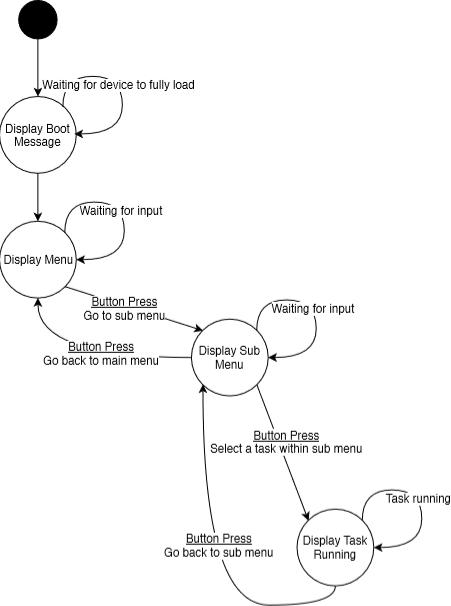 Waiting for device to fully load
Display Boot
Message
Waiting for input
Display Menu
Button Press
Go to sub menu
Waiting for input
Button Press
Go back to main menu
Display Sub
Menu
Button Press
Select a task within sub menu
Task running
Display Task
Running
Button Press
Go back to sub menu